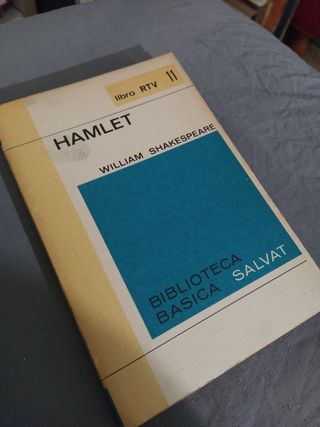 libro RTV 11
HAMLET
WILLIAM SHAKESPEARE
BIBLIOTECA
BASICA SALVAT